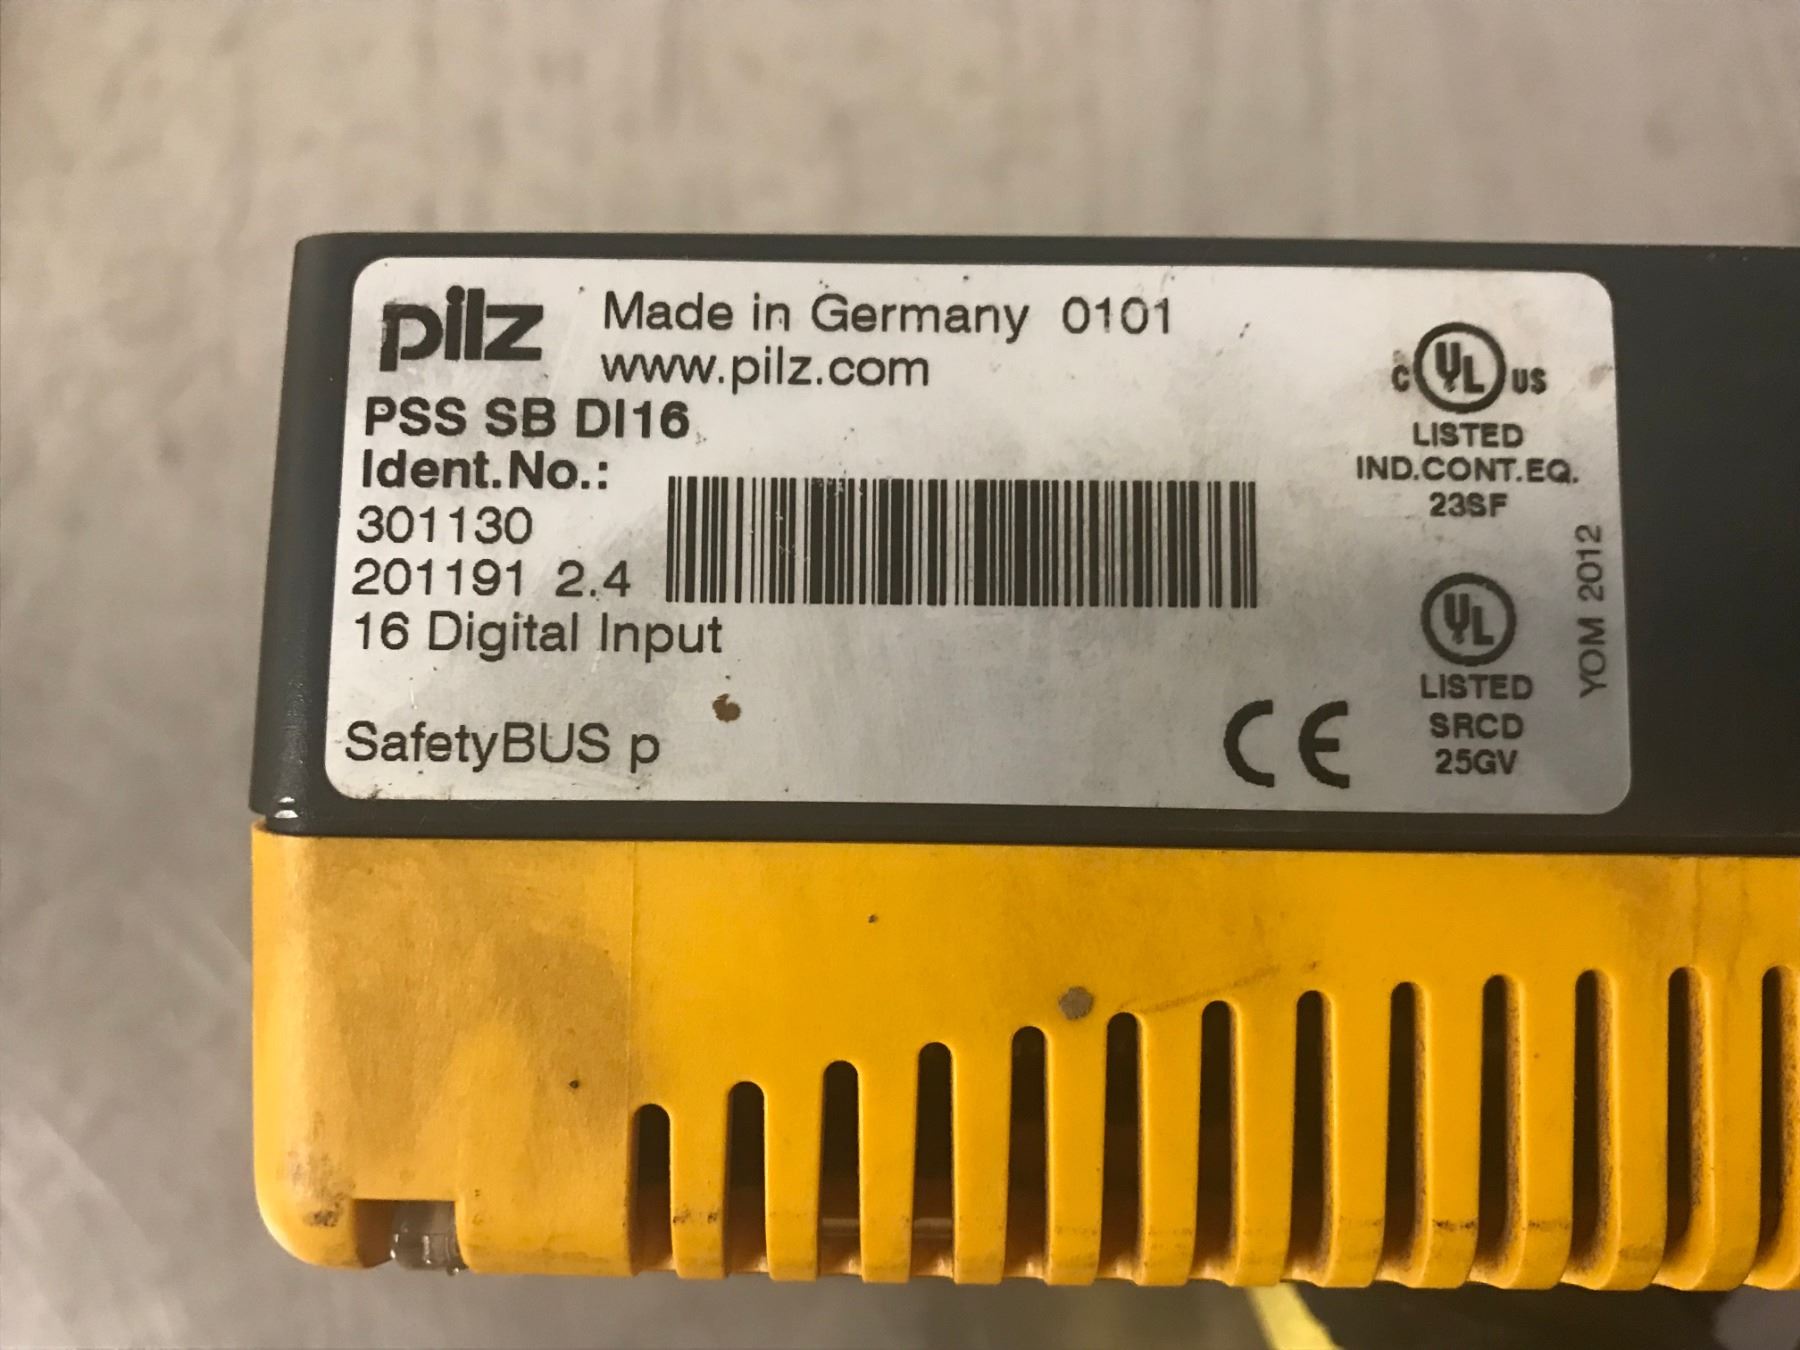 pilz
Made in Germany 0101
www.pilz.com
PSS SB DI16
Ident.No.:
301130
201191 2.4
16 Digital Input
SafetyBUS p
C UL US
LISTED
IND.CONT.EQ.
23SF
UL
LISTED
SRCD
25GV
CE
YOM 2012